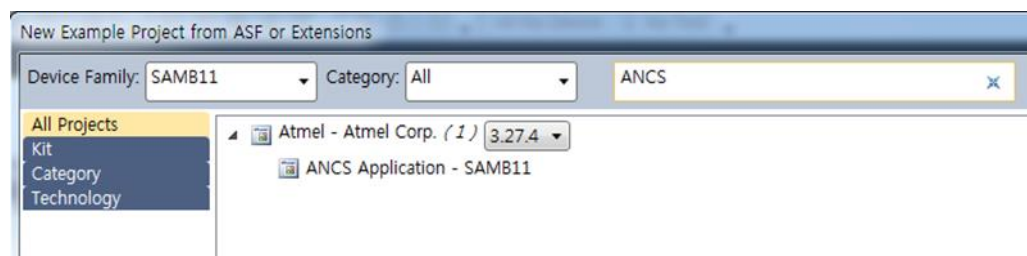 New Example Project from ASF or Extensions
Device Family: SAMB11 Category: All ANCS
All Projects
Kit
Category
Technology
Atmel - Atmel Corp. (1) 3.27.4
ANCS Application - SAMB11